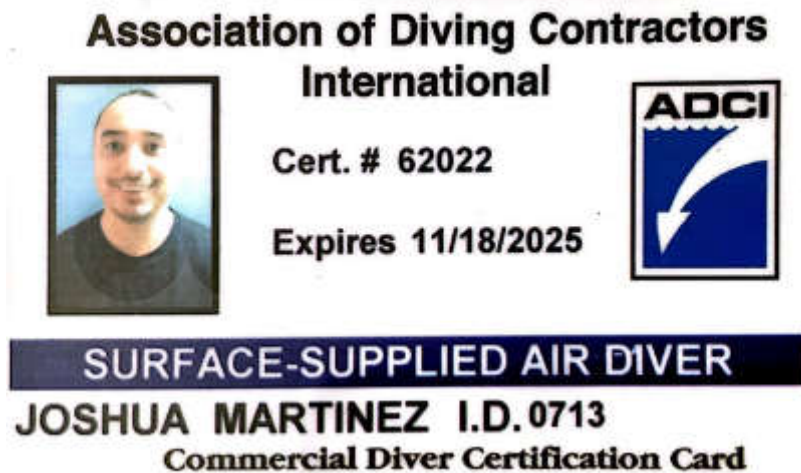 Association of Diving Contractors
International
ADCI
Cert. # 62022
Expires 11/18/2025
SURFACE-SUPPLIED AIR DIVER
JOSHUA MARTINEZ I.D. 0713
Commercial Diver Certification Card